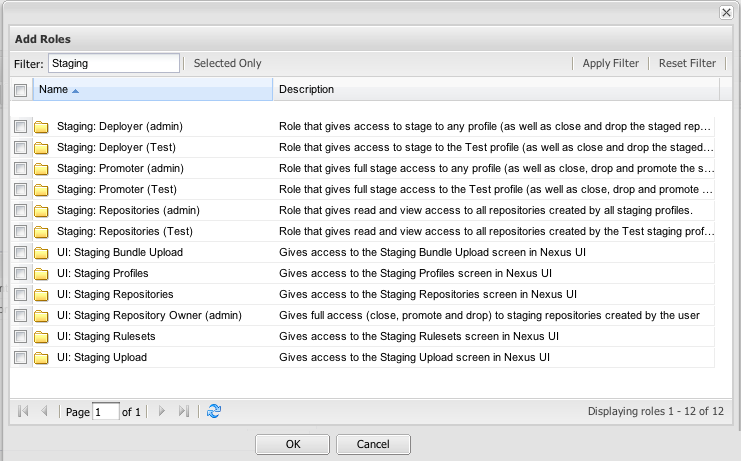 Add Roles
Filter: Staging Selected Only Apply Filter Reset Filter
Name Description
Staging: Deployer (admin) Role that gives access to stage to any profile (as well as close and drop the staged rep...
Staging: Deployer (Test) Role that gives access to stage to the Test profile (as well as close and drop the staged...
Staging: Promoter (admin) Role that gives full stage access to any profile (as well as close, drop and promote the s...
Staging: Promoter (Test) Role that gives full stage access to the Test profile (as well as close, drop and promote ...
Staging: Repositories (admin) Role that gives read and view access to all repositories created by all staging profiles.
Staging: Repositories (Test) Role that gives read and view access to all repositories created by the Test staging prof...
UI: Staging Bundle Upload Gives access to the Staging Bundle Upload screen in Nexus UI
UI: Staging Profiles Gives access to the Staging Profiles screen in Nexus UI
UI: Staging Repositories Gives access to the Staging Repositories screen in Nexus UI
UI: Staging Repository Owner (admin) Gives full access (close, promote and drop) to staging repositories created by the user
UI: Staging Rulesets Gives access to the Staging Rulesets screen in Nexus UI
UI: Staging Upload Gives access to the Staging Upload screen in Nexus UI
Page 1 of 1 Displaying roles 1 - 12 of 12
OK Cancel